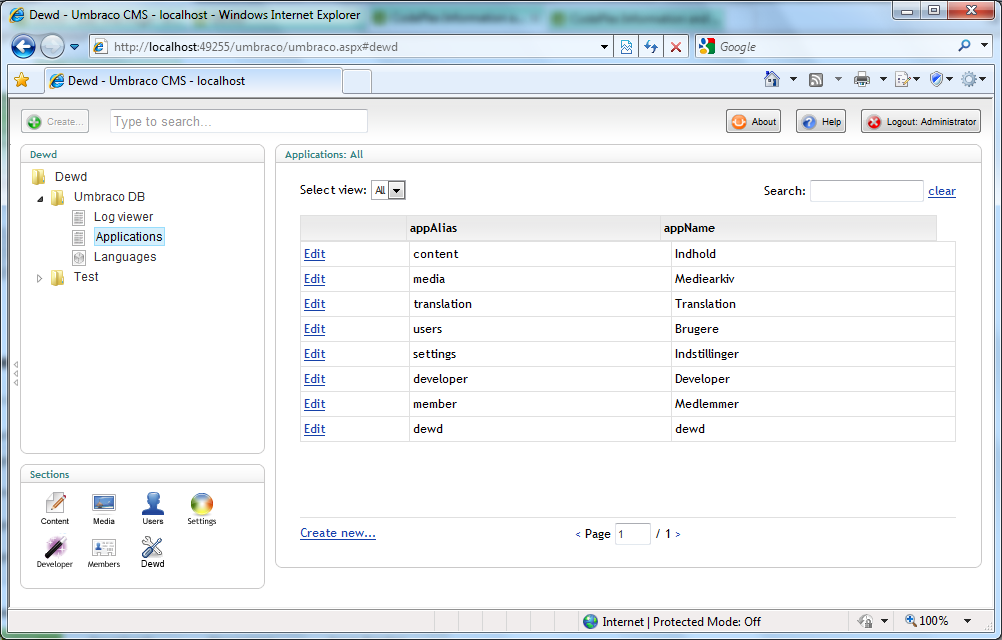 Dewd - Umbraco CMS - localhost - Windows Internet Explorer
http://localhost:49255/umbraco/umbraco.aspx#dewd
Google
Dewd - Umbraco CMS - localhost
Create...
Type to search...
About
Help
Logout: Administrator
Dewd
Dewd
Umbraco DB
Log viewer
Applications
Languages
Test
Sections
Content
Media
Users
Settings
Developer
Members
Dewd
Applications: All
Select view: All
Search:
clear
appAlias appName
Edit content Indhold
Edit media Mediearkiv
Edit translation Translation
Edit users Brugere
Edit settings Indstillinger
Edit developer Developer
Edit member Medlemmer
Edit dewd dewd
Create new...
< Page 1 / 1 >
Internet | Protected Mode: Off
100%